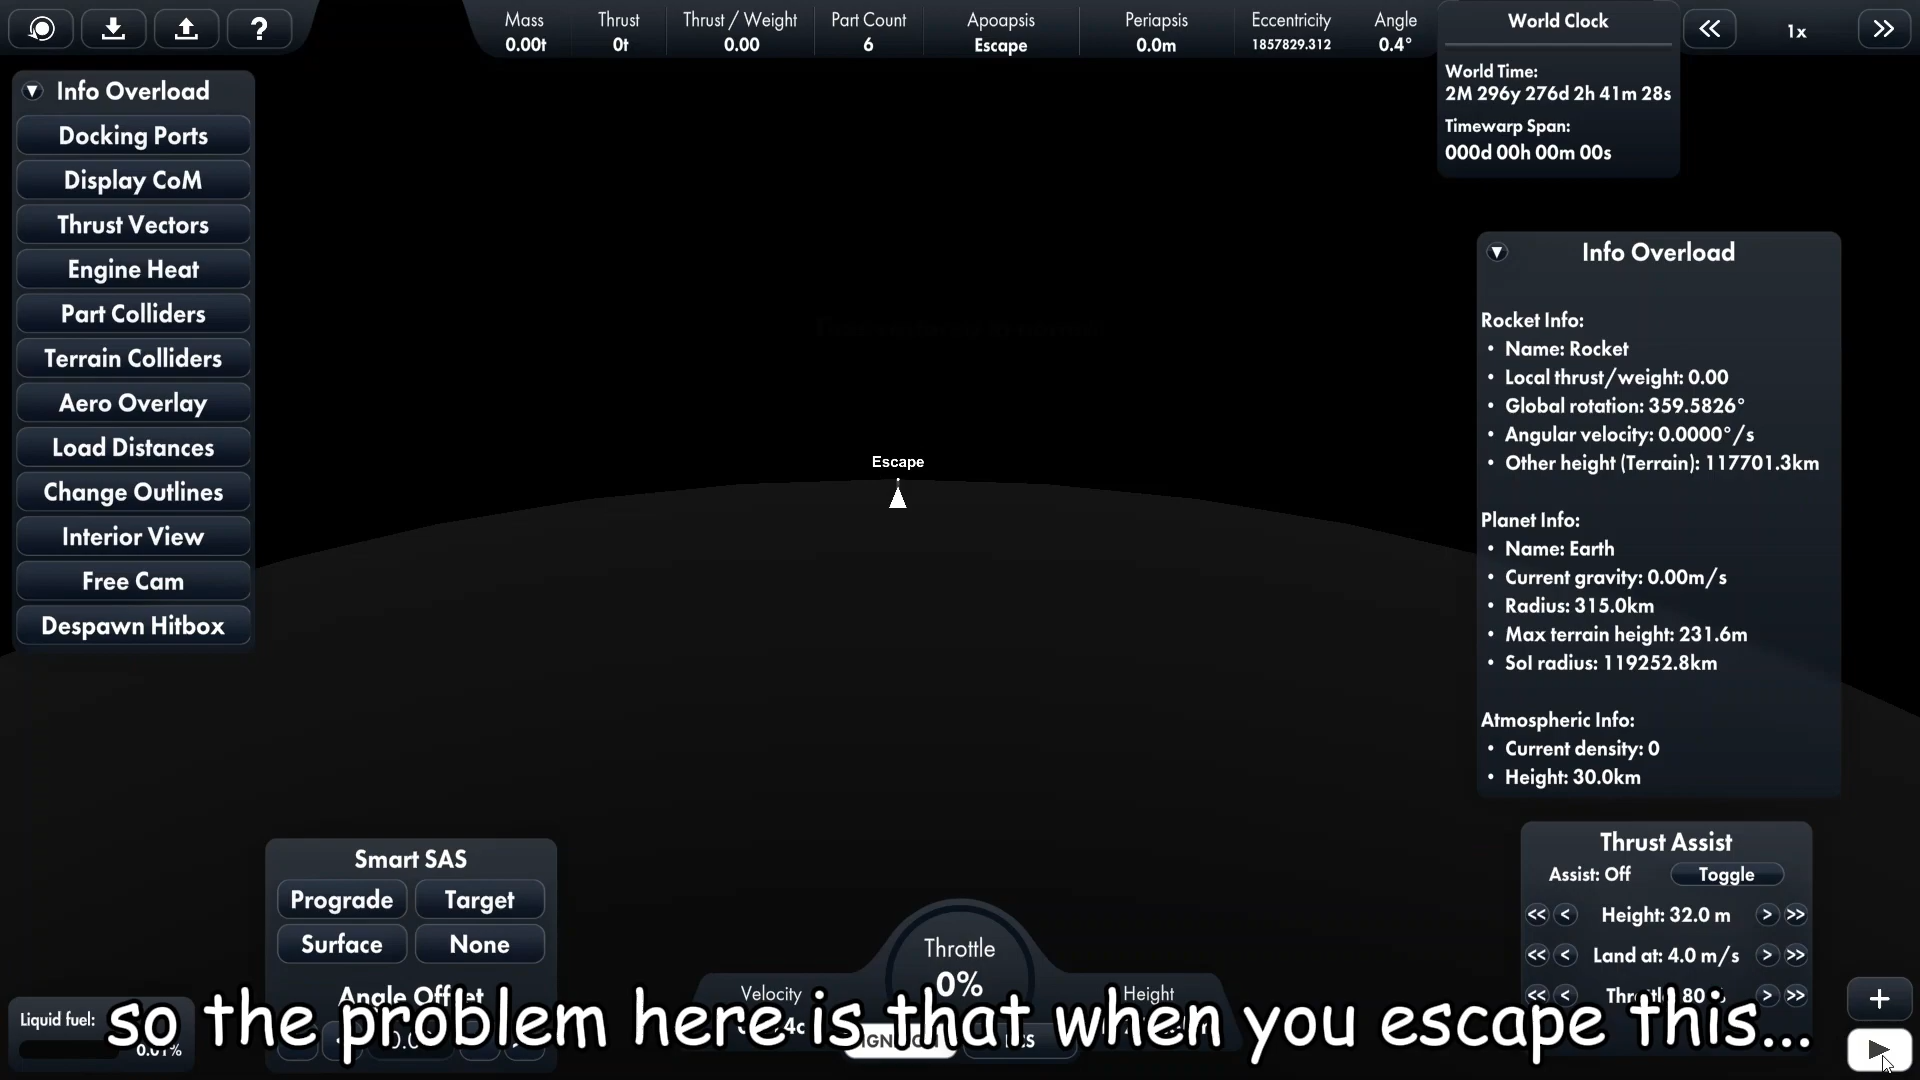 ?
Mass
0.00t
Thrust
0t
Thrust / Weight
0.00
Part Count
6
Apoapsis
Escape
Periapsis
0.0m
Eccentricity
1857829.312
Angle
0.4°
World Clock
World Time:
2M 296y 276d 2h 41m 28s
Timewarp Span:
000d 00h 00m 00s
1x
Info Overload
Docking Ports
Display CoM
Thrust Vectors
Engine Heat
Part Colliders
Terrain Colliders
Aero Overlay
Load Distances
Change Outlines
Interior View
Free Cam
Despawn Hitbox
Escape
Info Overload
Rocket Info:
• Name: Rocket
• Local thrust/weight: 0.00
• Global rotation: 359.5826°
• Angular velocity: 0.0000°/s
• Other height (Terrain): 117701.3km
Planet Info:
• Name: Earth
• Current gravity: 0.00m/s
• Radius: 315.0km
• Max terrain height: 231.6m
• SoI radius: 119252.8km
Atmospheric Info:
• Current density: 0
• Height: 30.0km
Smart SAS
Prograde Target
Surface None
Thrust Assist
Assist: Off Toggle
<< < Height: 32.0 m > >>
<< < Land at: 4.0 m/s > >>
Throttle
0%
Velocity
Height
Liquid fuel:
0.01%
so the problem here is that when you escape this...